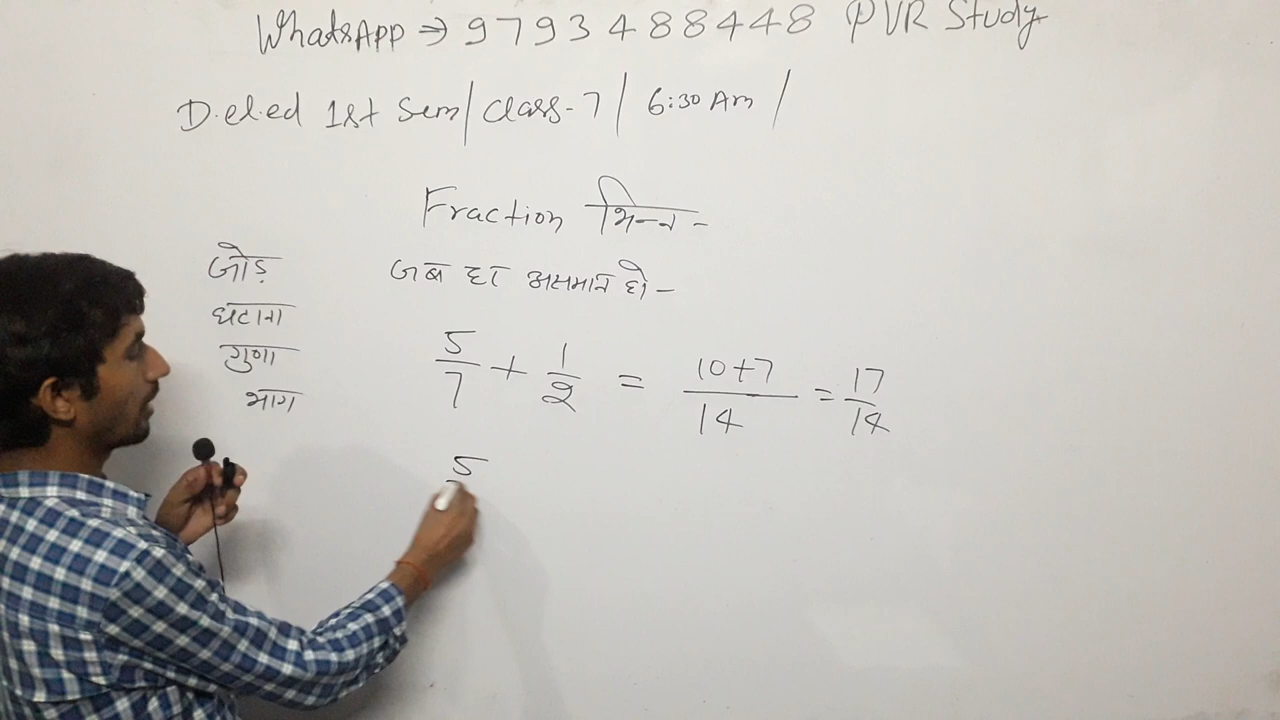 WhatsApp ⇒ 9793488448 PVR Study
D.el.ed 1st Sem/ Class-7/ 6:30 Am /
Fraction भिन्न -
जोड़
घटाना
गुणा
भाग
जब हर असमान हो -
5/7 + 1/2 = 10+7/14 = 17/14
5